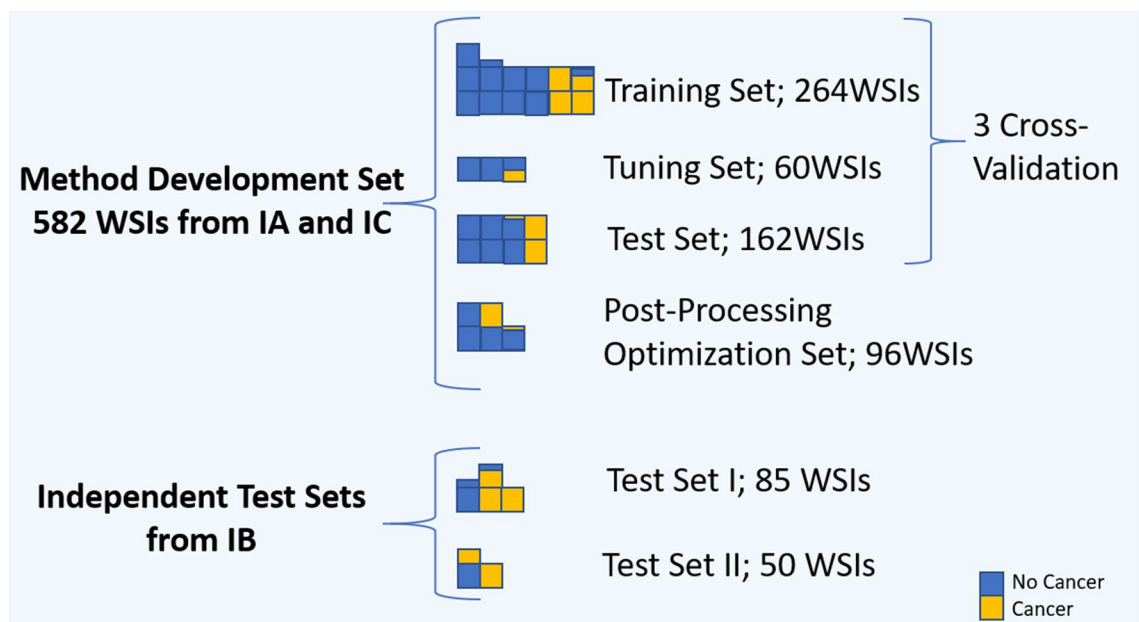 Training Set; 264WSIs
3 Cross-
Validation
Tuning Set; 60WSIs
Method Development Set
582 WSIs from IA and IC
Test Set; 162WSIs
Post-Processing
Optimization Set; 96WSIs
Independent Test Sets
from IB
Test Set I; 85 WSIs
Test Set II; 50 WSIs
No Cancer
Cancer